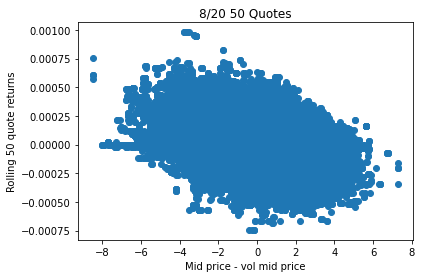 8/20 50 Quotes
0.00100
0.00075
0.00050
0.00025
0.00000
−0.00025
−0.00050
−0.00075
Rolling 50 quote returns
−8 −6 −4 −2 0 2 4 6 8
Mid price - vol mid price